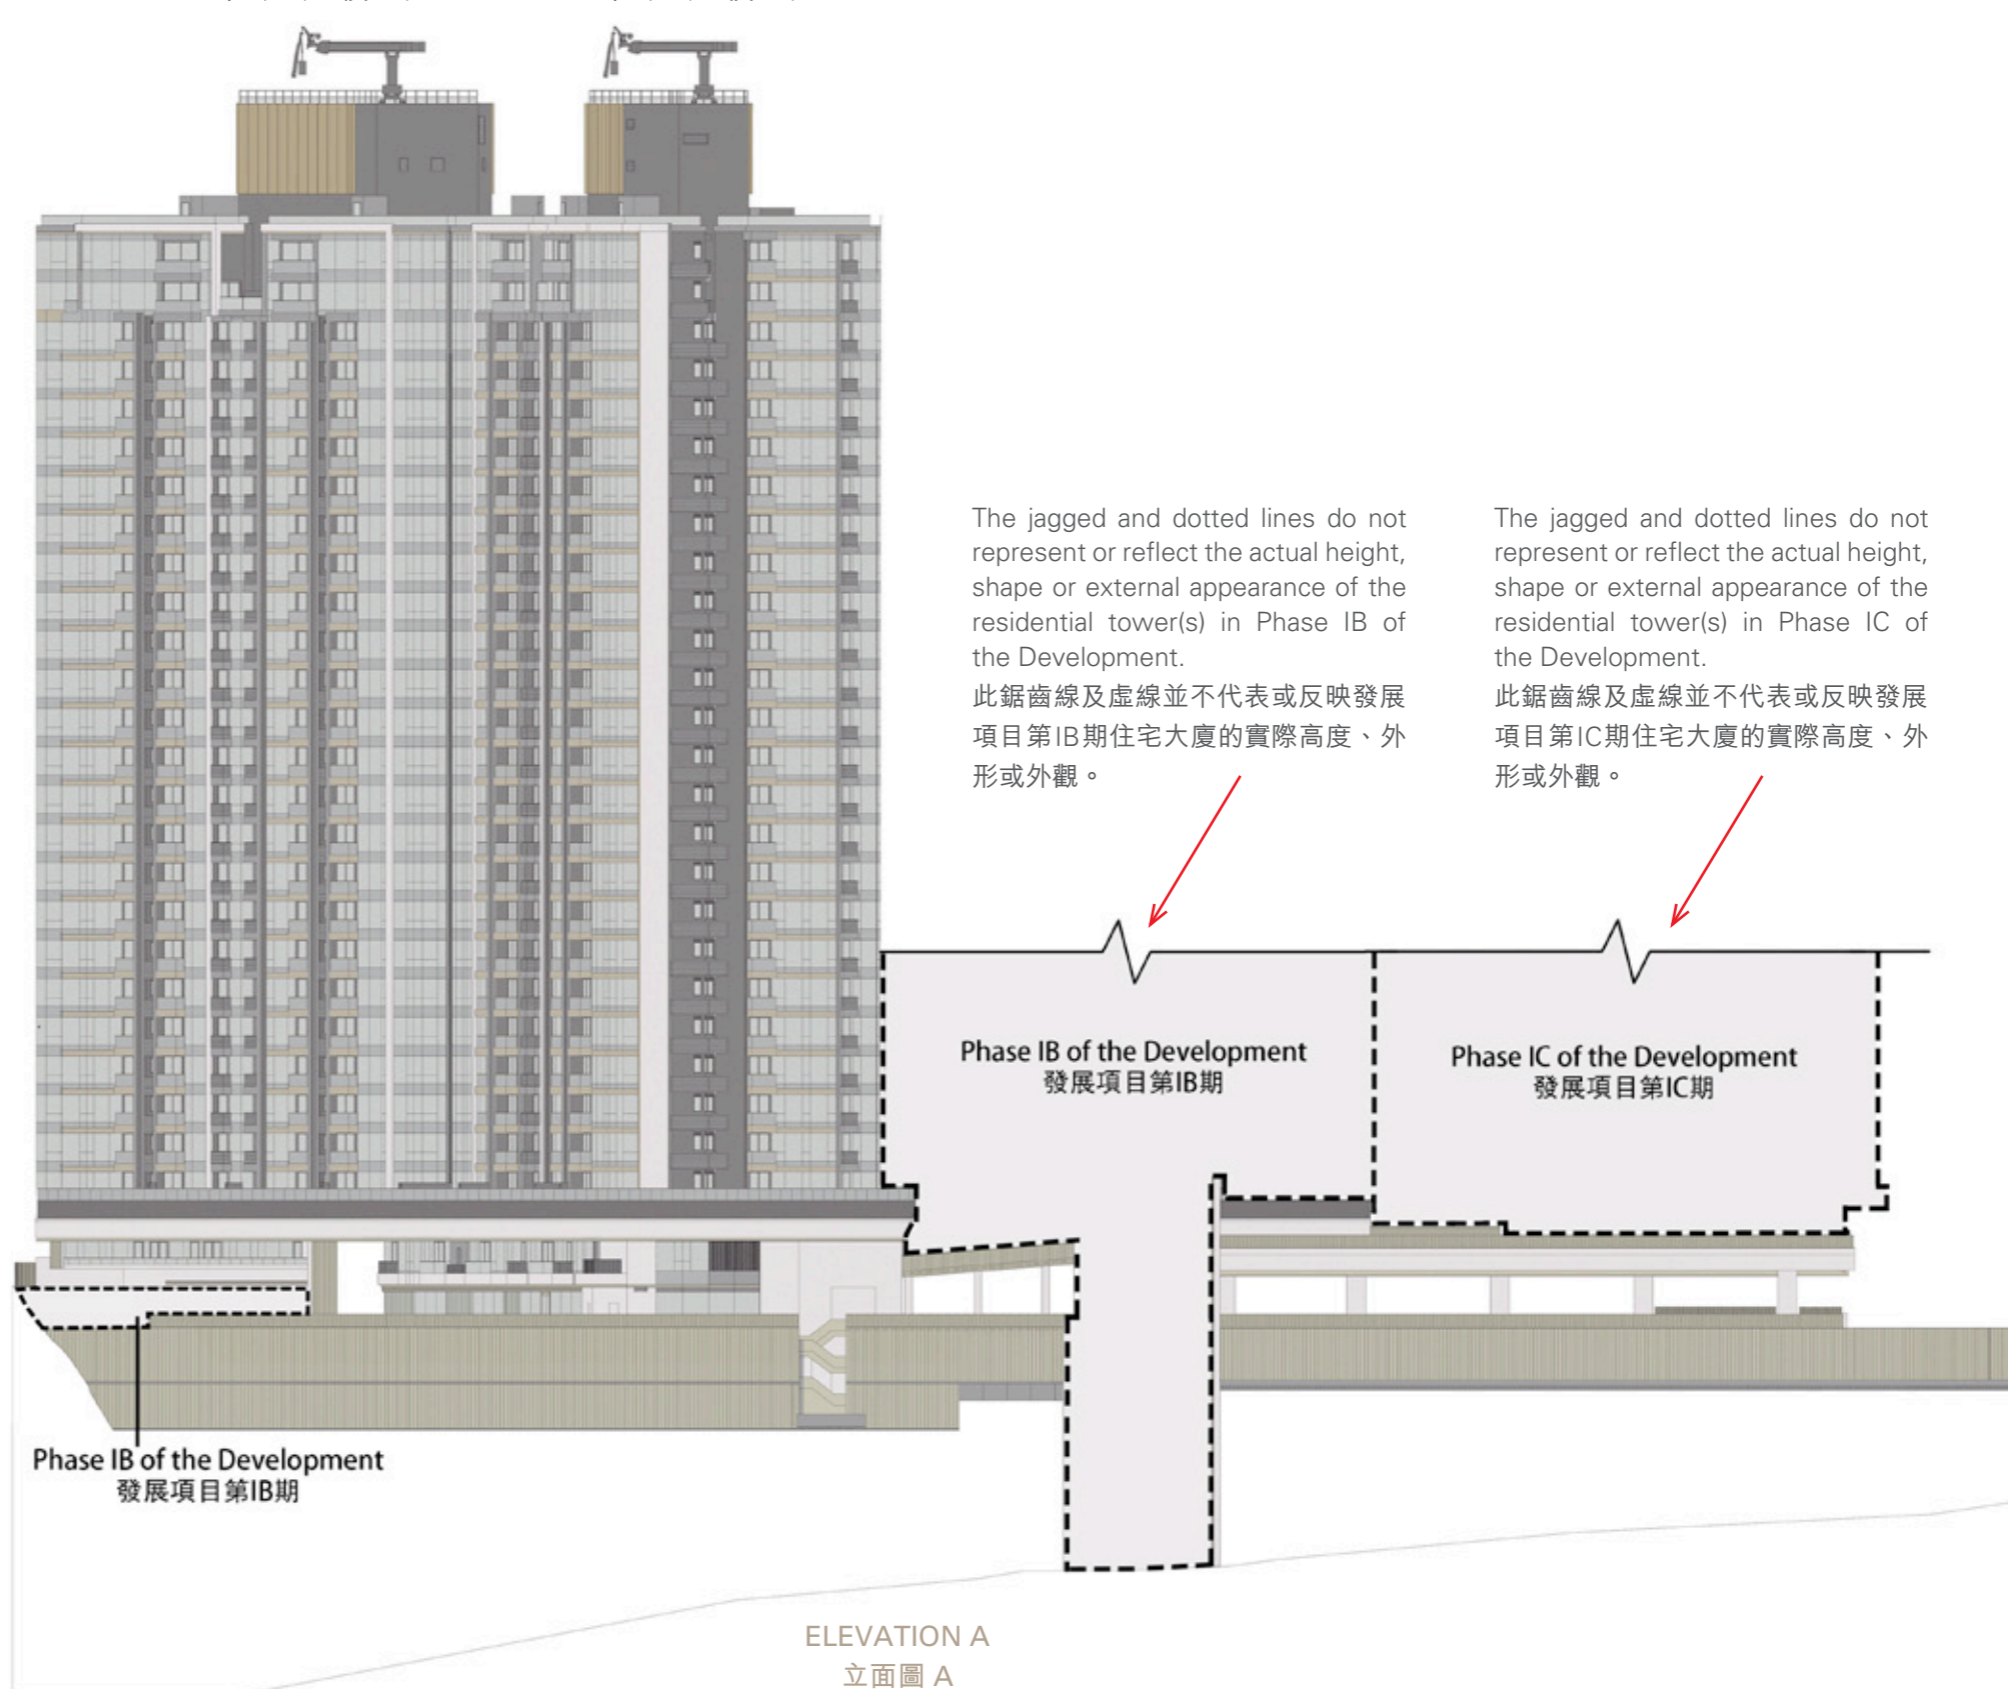 The jagged and dotted lines do not
represent or reflect the actual height,
shape or external appearance of the
residential tower(s) in Phase IB of
the Development.
此鋸齒線及虛線並不代表或反映發展
項目第IB期住宅大廈的實際高度、外
形或外觀。
The jagged and dotted lines do not
represent or reflect the actual height,
shape or external appearance of the
residential tower(s) in Phase IC of
the Development.
此鋸齒線及虛線並不代表或反映發展
項目第IC期住宅大廈的實際高度、外
形或外觀。
Phase IB of the Development
發展項目第IB期
Phase IC of the Development
發展項目第IC期
Phase IB of the Development
發展項目第IB期
ELEVATION A
立面圖 A